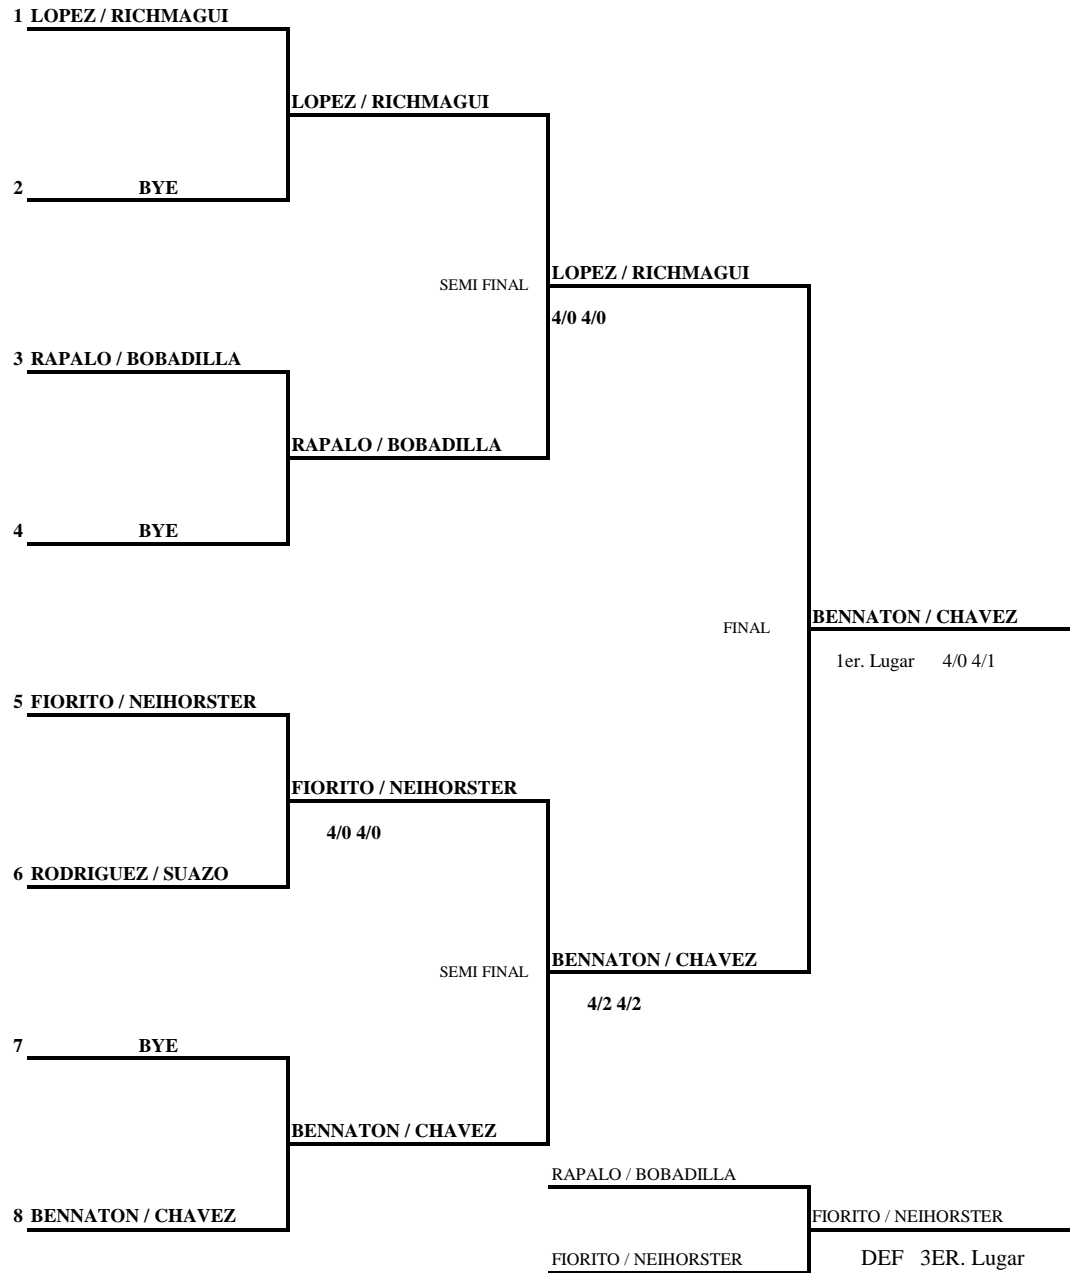 1 LOPEZ / RICHMAGUI
LOPEZ / RICHMAGUI
2 BYE
SEMI FINAL
LOPEZ / RICHMAGUI
4/0 4/0
3 RAPALO / BOBADILLA
RAPALO / BOBADILLA
4 BYE
FINAL
BENNATON / CHAVEZ
1er. Lugar 4/0 4/1
5 FIORITO / NEIHORSTER
FIORITO / NEIHORSTER
4/0 4/0
6 RODRIGUEZ / SUAZO
SEMI FINAL
BENNATON / CHAVEZ
4/2 4/2
7 BYE
BENNATON / CHAVEZ
RAPALO / BOBADILLA
8 BENNATON / CHAVEZ
FIORITO / NEIHORSTER
FIORITO / NEIHORSTER
DEF 3ER. Lugar